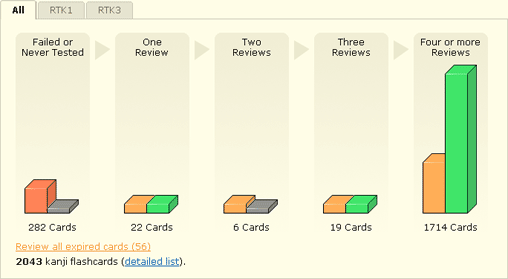 All RTK1 RTK3
Failed or
Never Tested
One
Review
Two
Reviews
Three
Reviews
Four or more
Reviews
282 Cards
22 Cards
6 Cards
19 Cards
1714 Cards
Review all expired cards (56)
2043 kanji flashcards (detailed list).